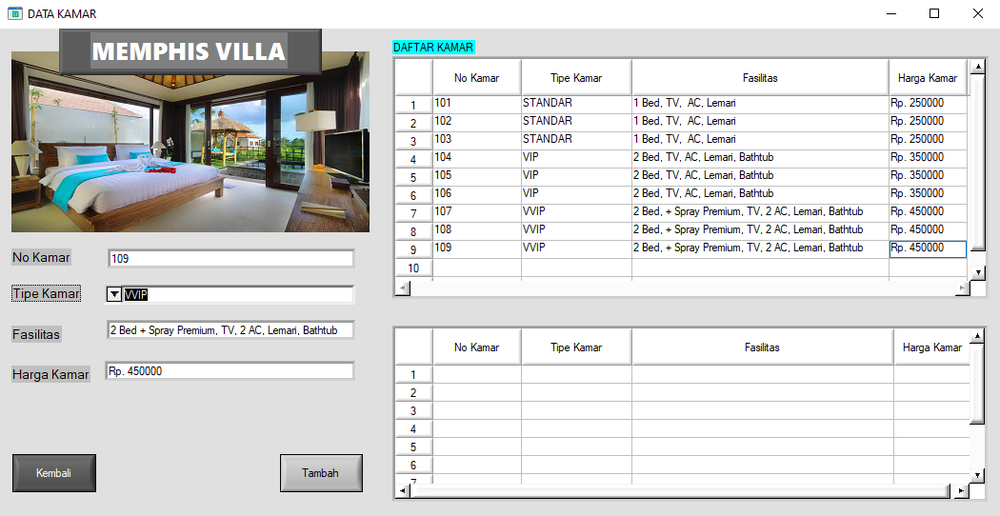 DATA KAMAR
MEMPHIS VILLA
No Kamar 109
Tipe Kamar VVIP
Fasilitas 2 Bed + Spray Premium, TV, 2 AC, Lemari, Bathtub
Harga Kamar Rp. 450000
Kembali Tambah
DAFTAR KAMAR
No Kamar Tipe Kamar Fasilitas Harga Kamar
1 101 STANDAR 1 Bed, TV, AC, Lemari Rp. 250000
2 102 STANDAR 1 Bed, TV, AC, Lemari Rp. 250000
3 103 STANDAR 1 Bed, TV, AC, Lemari Rp. 250000
4 104 VIP 2 Bed, TV, AC, Lemari, Bathtub Rp. 350000
5 105 VIP 2 Bed, TV, AC, Lemari, Bathtub Rp. 350000
6 106 VIP 2 Bed, TV, AC, Lemari, Bathtub Rp. 350000
7 107 VVIP 2 Bed, + Spray Premium, TV, 2 AC, Lemari, Bathtub Rp. 450000
8 108 VVIP 2 Bed, + Spray Premium, TV, 2 AC, Lemari, Bathtub Rp. 450000
9 109 VVIP 2 Bed, + Spray Premium, TV, 2 AC, Lemari, Bathtub Rp. 450000
10
No Kamar Tipe Kamar Fasilitas Harga Kamar
1
2
3
4
5
6
7